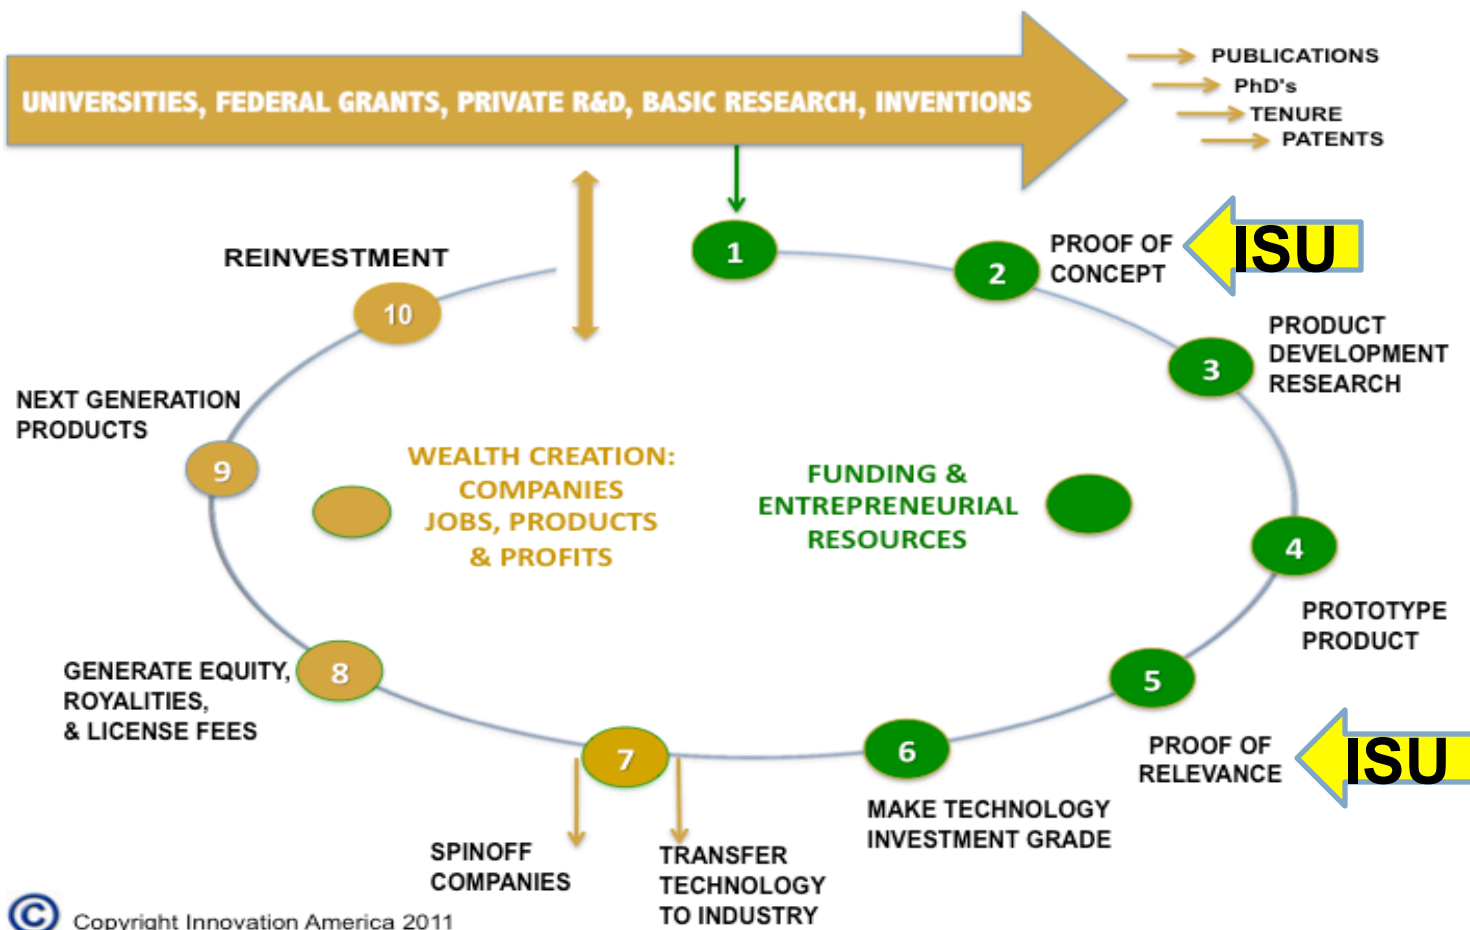 UNIVERSITIES, FEDERAL GRANTS, PRIVATE R&D, BASIC RESEARCH, INVENTIONS
PUBLICATIONS
PhD's
TENURE
PATENTS
1
2
PROOF OF
CONCEPT
ISU
3
PRODUCT
DEVELOPMENT
RESEARCH
4
PROTOTYPE
PRODUCT
5
PROOF OF
RELEVANCE
ISU
6
MAKE TECHNOLOGY
INVESTMENT GRADE
7
SPINOFF
COMPANIES
TRANSFER
TECHNOLOGY
TO INDUSTRY
8
GENERATE EQUITY,
ROYALITIES,
& LICENSE FEES
9
NEXT GENERATION
PRODUCTS
10
REINVESTMENT
WEALTH CREATION:
COMPANIES
JOBS, PRODUCTS
& PROFITS
FUNDING &
ENTREPRENEURIAL
RESOURCES
© Copyright Innovation America 2011